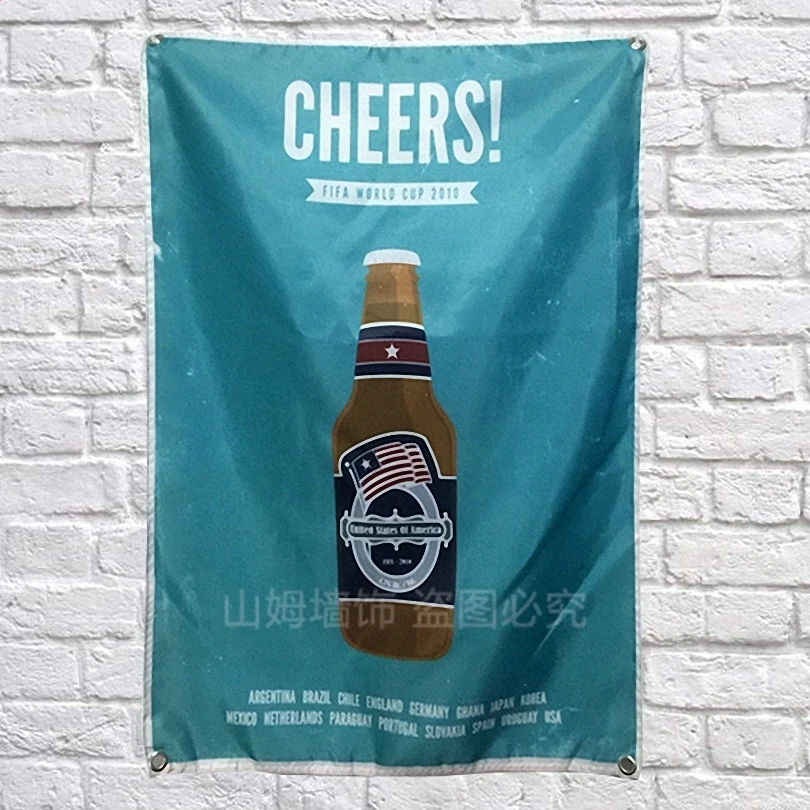 CHEERS!
FIFA WORLD CUP 2010
United States Of America
山姆墙饰 盗图必究
ARGENTINA BRAZIL CHILE ENGLAND GERMANY GHANA JAPAN KOREA
MEXICO NETHERLANDS PARAGUAY PORTUGAL SLOVAKIA SPAIN URUGUAY USA